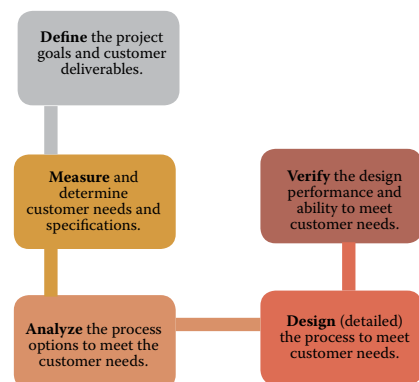 Define the project
goals and customer
deliverables.
Measure and
determine
customer needs and
specifications.
Analyze the process
options to meet the
customer needs.
Design (detailed)
the process to meet
customer needs.
Verify the design
performance and
ability to meet
customer needs.